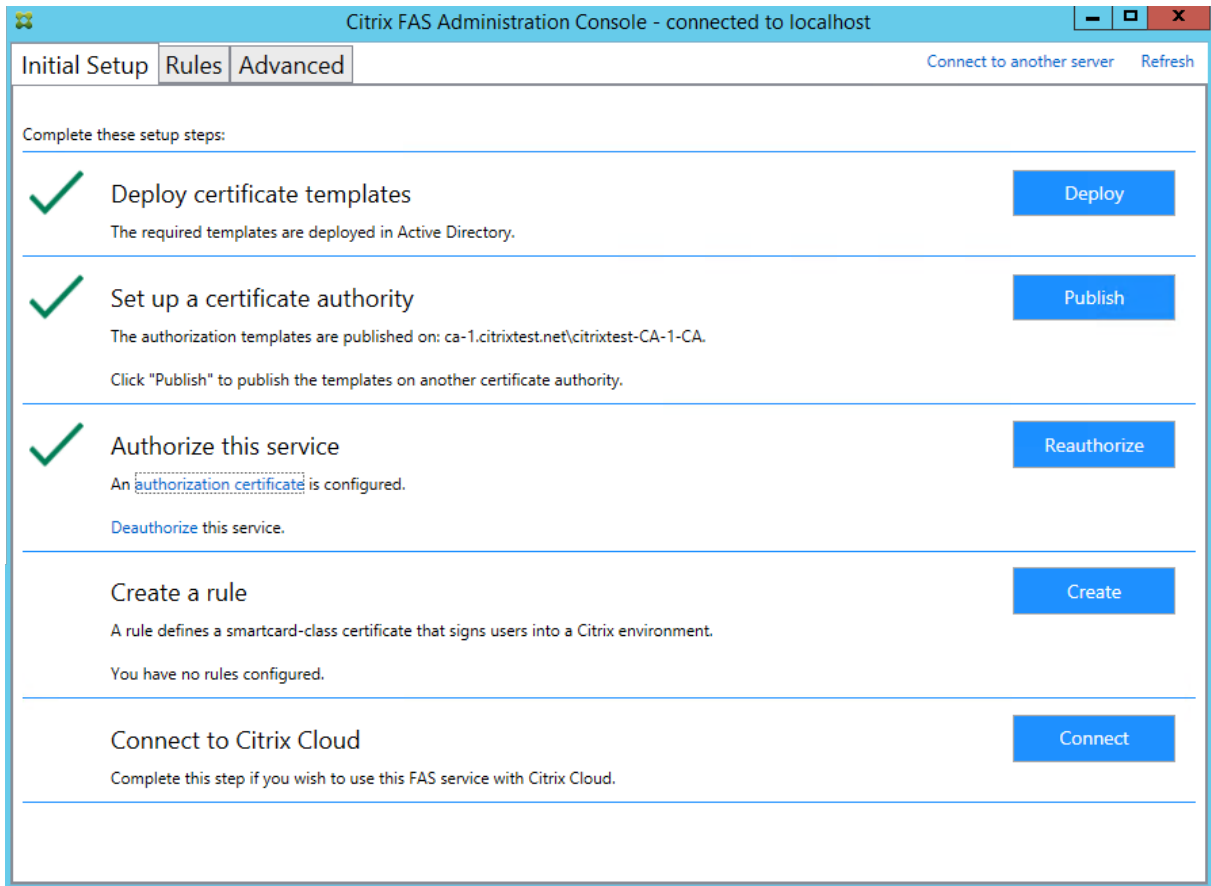 Citrix FAS Administration Console - connected to localhost
Initial Setup Rules Advanced Connect to another server Refresh
Complete these setup steps:
Deploy certificate templates Deploy
The required templates are deployed in Active Directory.
Set up a certificate authority Publish
The authorization templates are published on: ca-1.citrixtest.net\citrixtest-CA-1-CA.
Click "Publish" to publish the templates on another certificate authority.
Authorize this service Reauthorize
An authorization certificate is configured.
Deauthorize this service.
Create a rule Create
A rule defines a smartcard-class certificate that signs users into a Citrix environment.
You have no rules configured.
Connect to Citrix Cloud Connect
Complete this step if you wish to use this FAS service with Citrix Cloud.